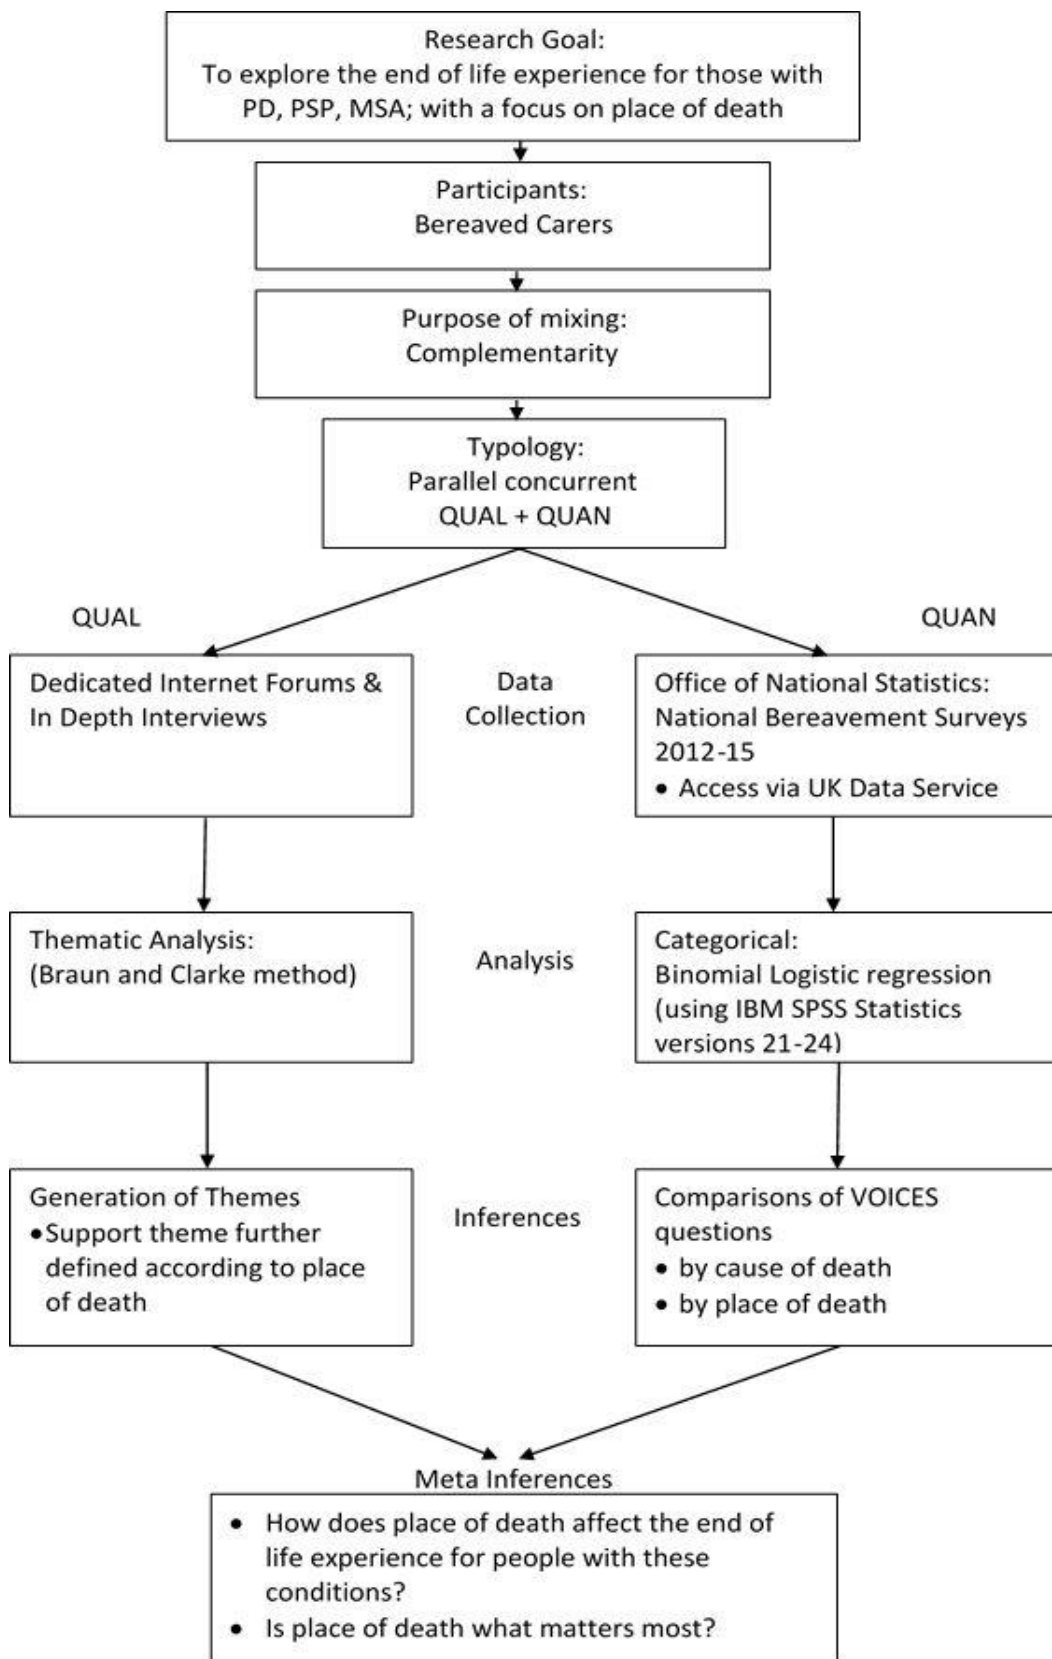 Research Goal:
To explore the end of life experience for those with
PD, PSP, MSA; with a focus on place of death
Participants:
Bereaved Carers
Purpose of mixing:
Complementarity
Typology:
Parallel concurrent
QUAL + QUAN
QUAL
QUAN
Dedicated Internet Forums &
In Depth Interviews
Data
Collection
Office of National Statistics:
National Bereavement Surveys
2012-15
• Access via UK Data Service
Thematic Analysis:
(Braun and Clarke method)
Analysis
Categorical:
Binomial Logistic regression
(using IBM SPSS Statistics
versions 21-24)
Generation of Themes
• Support theme further
defined according to place
of death
Inferences
Comparisons of VOICES
questions
• by cause of death
• by place of death
Meta Inferences
• How does place of death affect the end of
life experience for people with these
conditions?
• Is place of death what matters most?